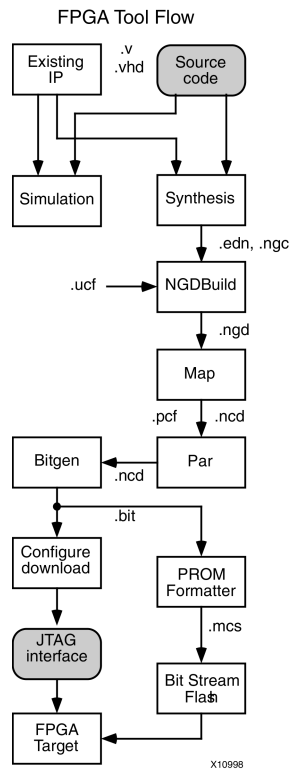 FPGA Tool Flow
Existing
IP
.v
.vhd
Source
code
Simulation
Synthesis
.edn, .ngc
.ucf
NGDBuild
.ngd
Map
.pcf
.ncd
Bitgen
.ncd
Par
.bit
Configure
download
PROM
Formatter
.mcs
JTAG
interface
Bit Stream
Flash
FPGA
Target
X10998